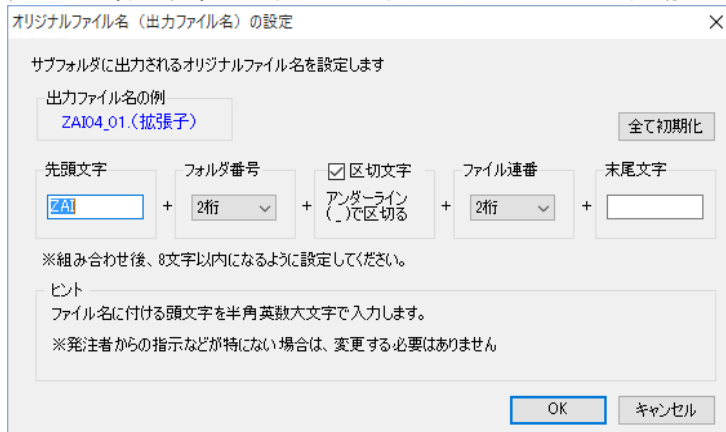 オリジナルファイル名（出力ファイル名）の設定
サブフォルダに出力されるオリジナルファイル名を設定します
出力ファイル名の例
ZAI04_01.(拡張子)
全て初期化
先頭文字 フォルダ番号 区切文字 ファイル連番 末尾文字
ZAI + 2桁 + アンダーライン(_)で区切る + 2桁 +
※組み合わせ後、8文字以内になるように設定してください。
ヒント
ファイル名に付ける頭文字を半角英数大文字で入力します。
※発注者からの指示などが特にない場合は、変更する必要はありません
OK キャンセル